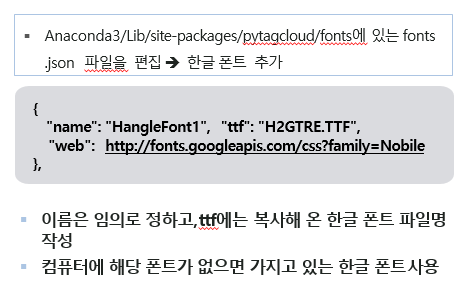 ▪ Anaconda3/Lib/site-packages/pytagcloud/fonts에 있는 fonts
.json 파일을 편집 → 한글 폰트 추가
{
"name": "HangleFont1", "ttf": "H2GTRE.TTF",
"web": http://fonts.googleapis.com/css?family=Nobile
},
▪ 이름은 임의로 정하고,ttf에는 복사해 온 한글 폰트 파일명
작성
▪ 컴퓨터에 해당 폰트가 없으면 가지고 있는 한글 폰트사용